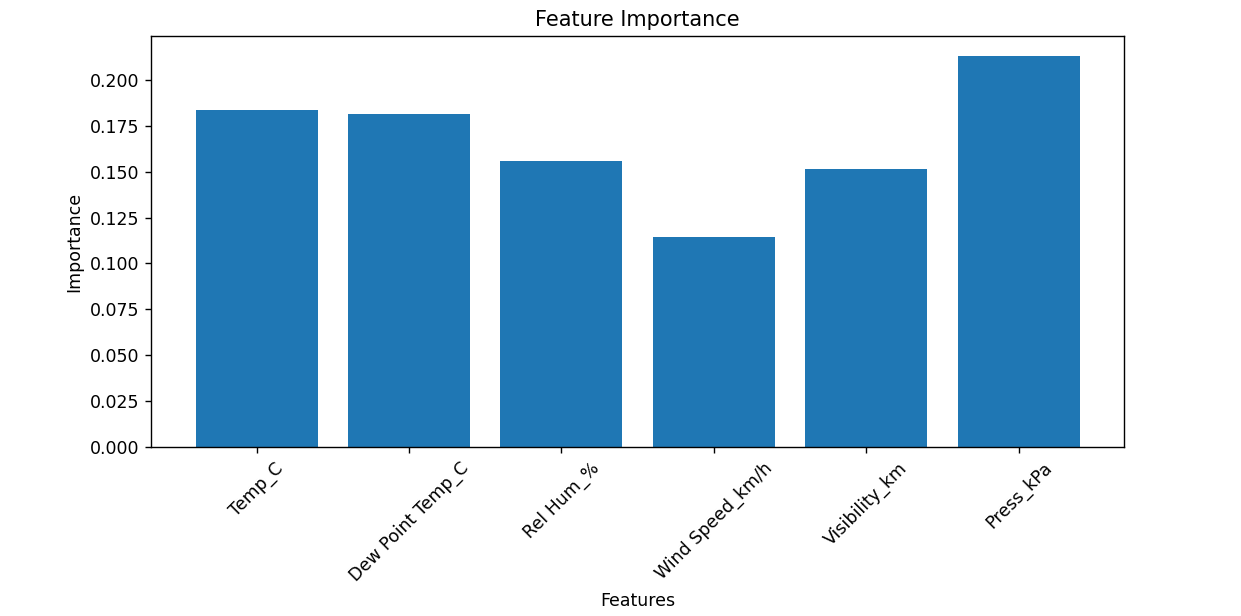 Feature Importance
Importance
0.200
0.175
0.150
0.125
0.100
0.075
0.050
0.025
0.000
Temp_C
Dew Point Temp_C
Rel Hum_%
Wind Speed_km/h
Visibility_km
Press_kPa
Features